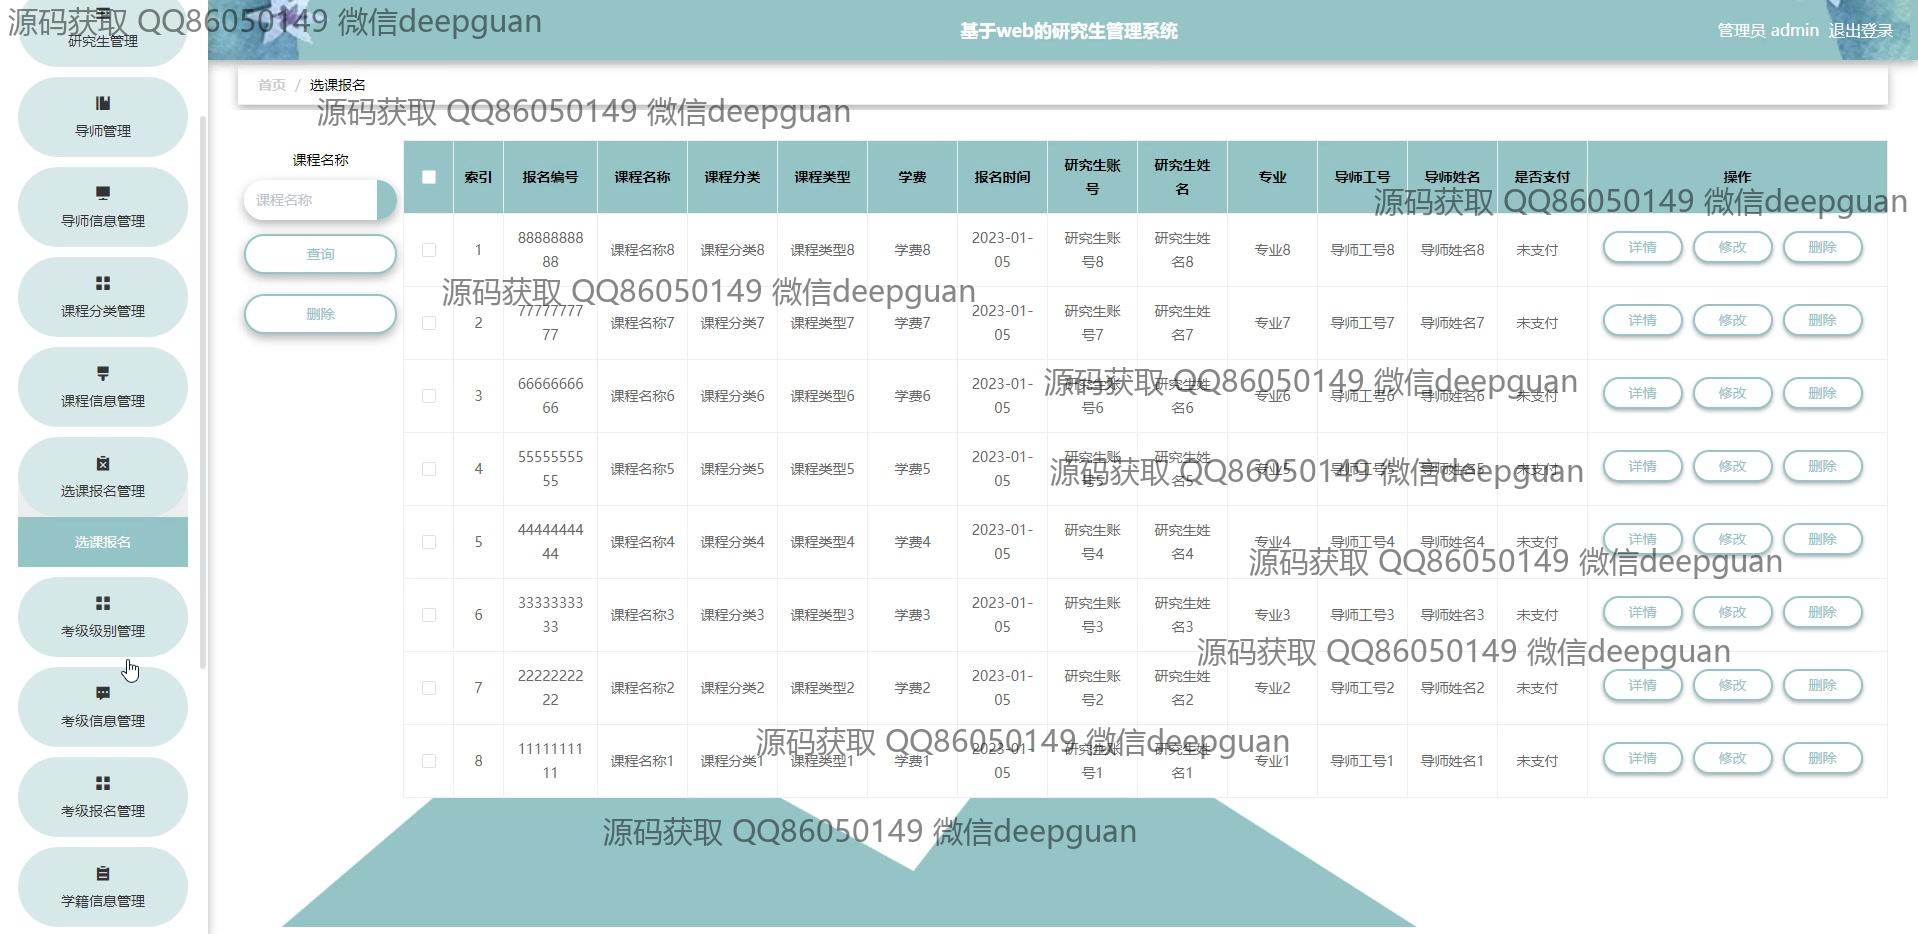 源码获取 QQ86050149 微信deepguan
基于web的研究生管理系统
管理员 admin 退出登录
研究生管理
导师管理
导师信息管理
课程分类管理
课程信息管理
选课报名管理
选课报名
考级级别管理
考级信息管理
考级报名管理
学籍信息管理
首页 / 选课报名
源码获取 QQ86050149 微信deepguan
课程名称
课程名称
查询
删除
索引 报名编号 课程名称 课程分类 课程类型 学费 报名时间 研究生账号 研究生姓名 专业 导师工号 导师姓名 是否支付 操作
源码获取 QQ86050149 微信deepguan
1 8888888888 课程名称8 课程分类8 课程类型8 学费8 2023-01-05 研究生账号8 研究生姓名8 专业8 导师工号8 导师姓名8 未支付 详情 修改 删除
源码获取 QQ86050149 微信deepguan
2 7777777777 课程名称7 课程分类7 课程类型7 学费7 2023-01-05 研究生账号7 研究生姓名7 专业7 导师工号7 导师姓名7 未支付 详情 修改 删除
源码获取 QQ86050149 微信deepguan
3 6666666666 课程名称6 课程分类6 课程类型6 学费6 2023-01-05 研究生账号6 研究生姓名6 专业6 导师工号6 导师姓名6 未支付 详情 修改 删除
源码获取 QQ86050149 微信deepguan
4 5555555555 课程名称5 课程分类5 课程类型5 学费5 2023-01-05 研究生账号5 研究生姓名5 专业5 导师工号5 导师姓名5 未支付 详情 修改 删除
5 4444444444 课程名称4 课程分类4 课程类型4 学费4 2023-01-05 研究生账号4 研究生姓名4 专业4 导师工号4 导师姓名4 未支付 详情 修改 删除
源码获取 QQ86050149 微信deepguan
6 3333333333 课程名称3 课程分类3 课程类型3 学费3 2023-01-05 研究生账号3 研究生姓名3 专业3 导师工号3 导师姓名3 未支付 详情 修改 删除
源码获取 QQ86050149 微信deepguan
7 2222222222 课程名称2 课程分类2 课程类型2 学费2 2023-01-05 研究生账号2 研究生姓名2 专业2 导师工号2 导师姓名2 未支付 详情 修改 删除
源码获取 QQ86050149 微信deepguan
8 1111111111 课程名称1 课程分类1 课程类型1 学费1 2023-01-05 研究生账号1 研究生姓名1 专业1 导师工号1 导师姓名1 未支付 详情 修改 删除
源码获取 QQ86050149 微信deepguan